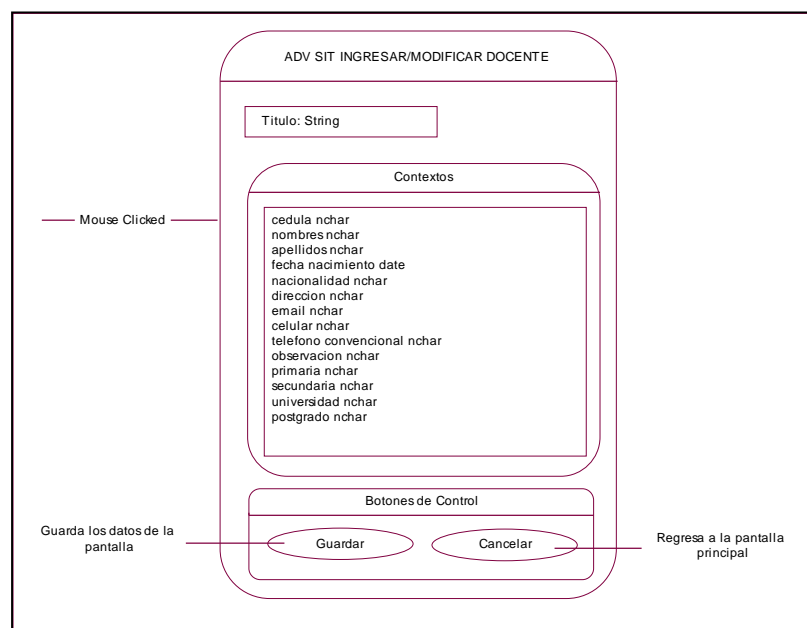 ADV SIT INGRESAR/MODIFICAR DOCENTE
Titulo: String
Contextos
Mouse Clicked
cedula nchar
nombres nchar
apellidos nchar
fecha nacimiento date
nacionalidad nchar
direccion nchar
email nchar
celular nchar
telefono convencional nchar
observacion nchar
primaria nchar
secundaria nchar
universidad nchar
postgrado nchar
Botones de Control
Guarda los datos de la
pantalla
Guardar
Cancelar
Regresa a la pantalla
principal